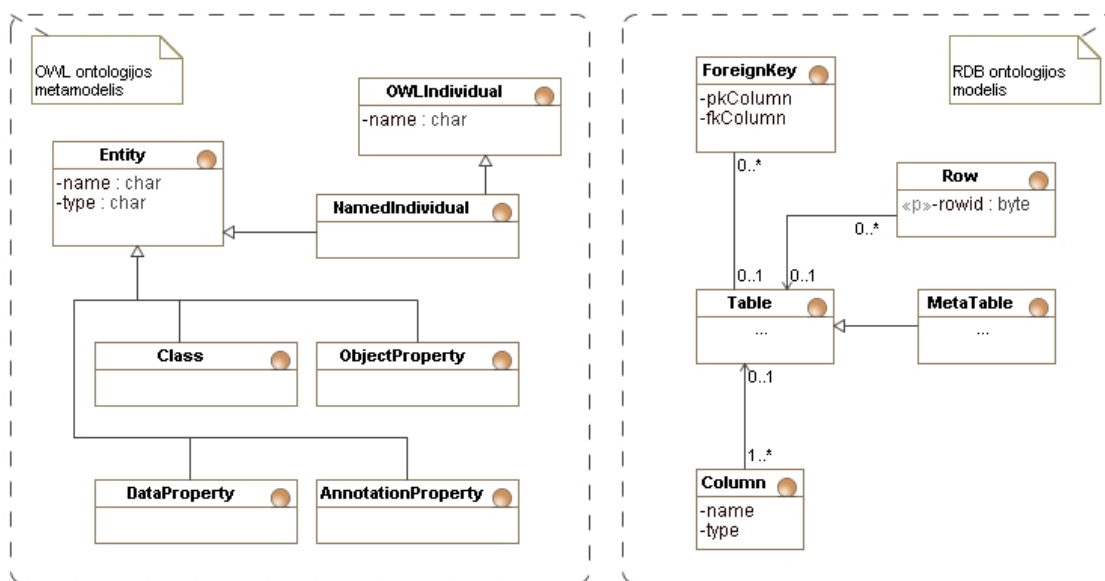 OWL ontologijos
metamodelis
OWLIndividual
-name : char
Entity
-name : char
-type : char
NamedIndividual
Class
ObjectProperty
DataProperty
AnnotationProperty
RDB ontologijos
modelis
ForeignKey
-pkColumn
-fkColumn
0..*
Row
«p»-rowid : byte
0..*
0..1
0..1
Table
...
MetaTable
...
0..1
1..*
Column
-name
-type